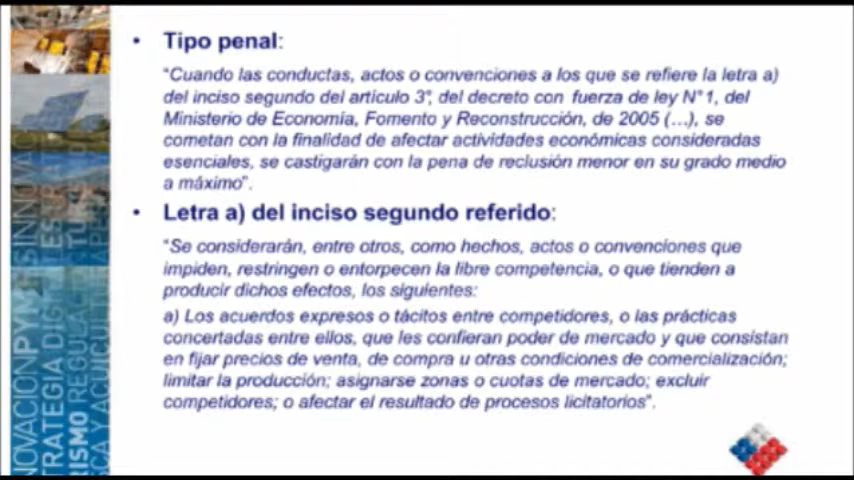 • Tipo penal:
"Cuando las conductas, actos o convenciones a los que se refiere la letra a)
del inciso segundo del artículo 3°, del decreto con fuerza de ley N°1, del
Ministerio de Economía, Fomento y Reconstrucción, de 2005 (…), se
cometan con la finalidad de afectar actividades económicas consideradas
esenciales, se castigarán con la pena de reclusión menor en su grado medio
a máximo".
• Letra a) del inciso segundo referido:
"Se considerarán, entre otros, como hechos, actos o convenciones que
impiden, restringen o entorpecen la libre competencia, o que tienden a
producir dichos efectos, los siguientes:
a) Los acuerdos expresos o tácitos entre competidores, o las prácticas
concertadas entre ellos, que les confieran poder de mercado y que consistan
en fijar precios de venta, de compra u otras condiciones de comercialización;
limitar la producción; asignarse zonas o cuotas de mercado; excluir
competidores; o afectar el resultado de procesos licitatorios".
NOVACIONPYM
TRATEGIA DIG
RISMO REGULA